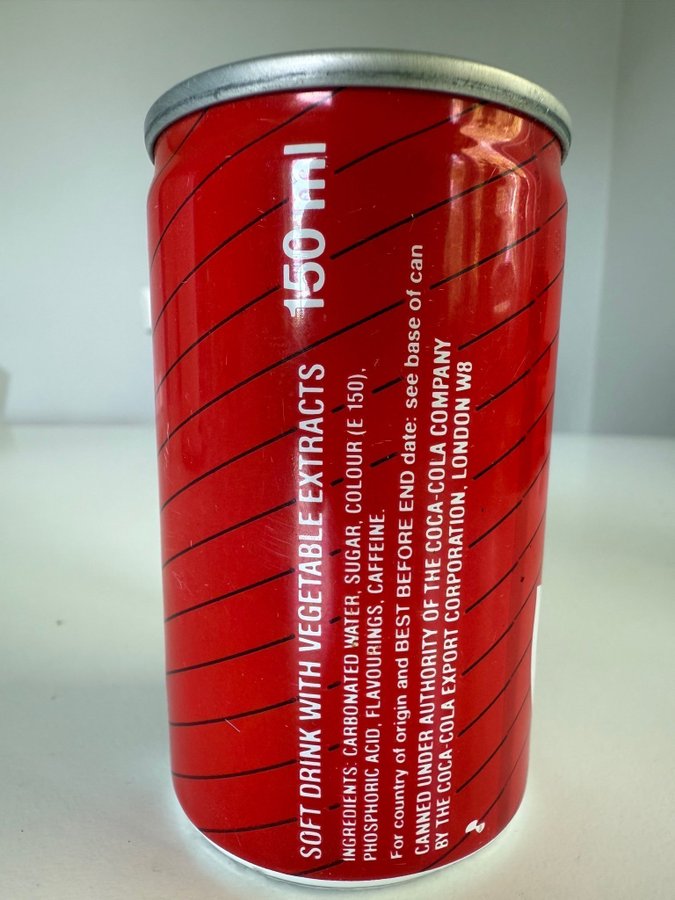 SOFT DRINK WITH VEGETABLE EXTRACTS 150 ml
INGREDIENTS: CARBONATED WATER, SUGAR, COLOUR (E 150),
PHOSPHORIC ACID, FLAVOURINGS, CAFFEINE.
For country of origin and BEST BEFORE END date: see base of can
CANNED UNDER AUTHORITY OF THE COCA-COLA COMPANY
BY THE COCA-COLA EXPORT CORPORATION, LONDON W8